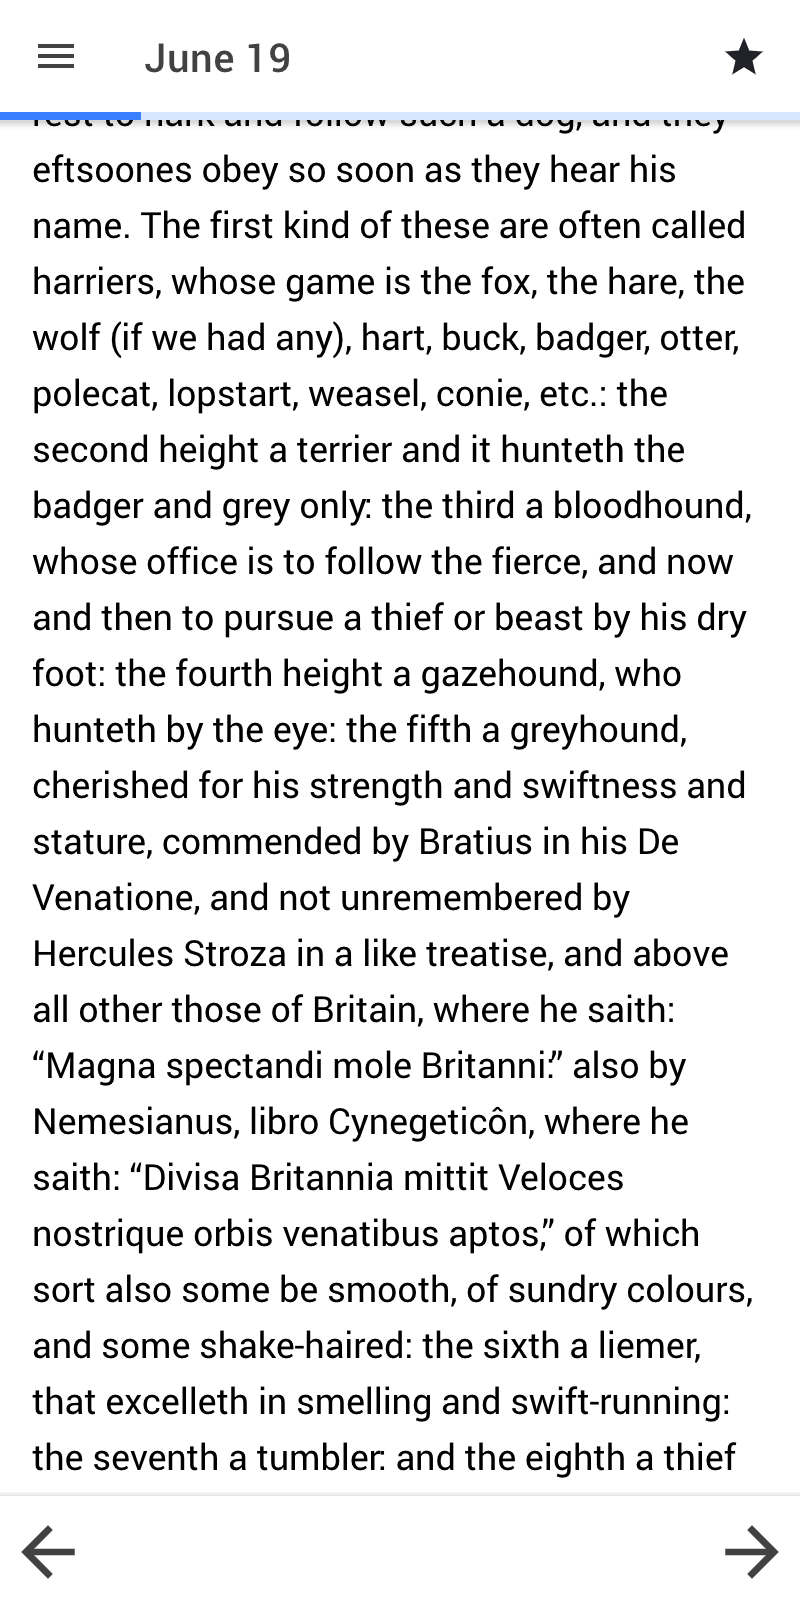 June 19
rest to hark and follow such a dog, and they
eftsoones obey so soon as they hear his
name. The first kind of these are often called
harriers, whose game is the fox, the hare, the
wolf (if we had any), hart, buck, badger, otter,
polecat, lopstart, weasel, conie, etc.: the
second height a terrier and it hunteth the
badger and grey only: the third a bloodhound,
whose office is to follow the fierce, and now
and then to pursue a thief or beast by his dry
foot: the fourth height a gazehound, who
hunteth by the eye: the fifth a greyhound,
cherished for his strength and swiftness and
stature, commended by Bratius in his De
Venatione, and not unremembered by
Hercules Stroza in a like treatise, and above
all other those of Britain, where he saith:
“Magna spectandi mole Britanni:” also by
Nemesianus, libro Cynegeticôn, where he
saith: “Divisa Britannia mittit Veloces
nostrique orbis venatibus aptos,” of which
sort also some be smooth, of sundry colours,
and some shake-haired: the sixth a liemer,
that excelleth in smelling and swift-running:
the seventh a tumbler: and the eighth a thief